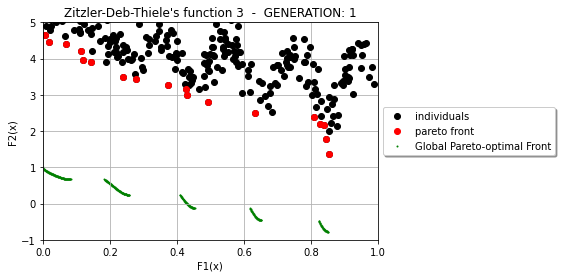 Zitzler-Deb-Thiele's function 3 - GENERATION: 1
5
4
3
2
1
0
−1
F2(x)
0.0 0.2 0.4 0.6 0.8 1.0
F1(x)
individuals
pareto front
Global Pareto-optimal Front